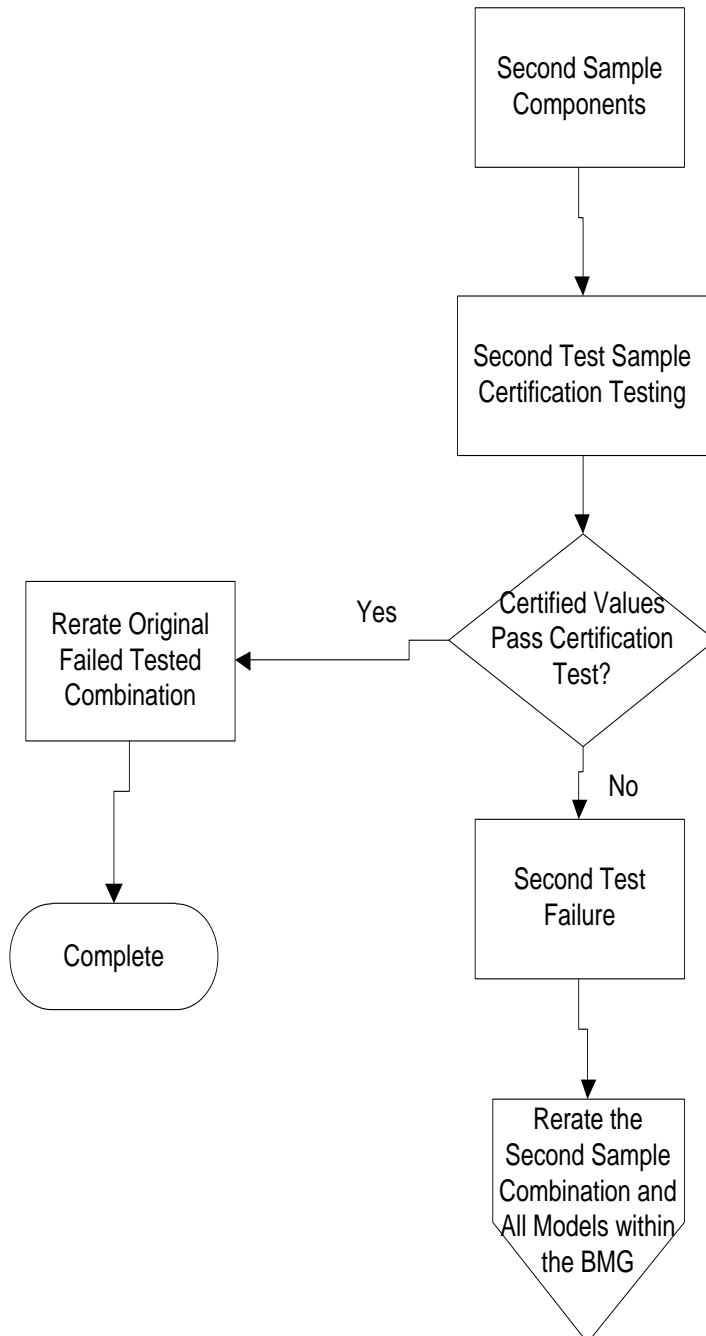 Second Sample
Components
Second Test Sample
Certification Testing
Certified Values
Pass Certification
Test?
Yes
Rerate Original
Failed Tested
Combination
No
Second Test
Failure
Complete
Rerate the
Second Sample
Combination and
All Models within
the BMG